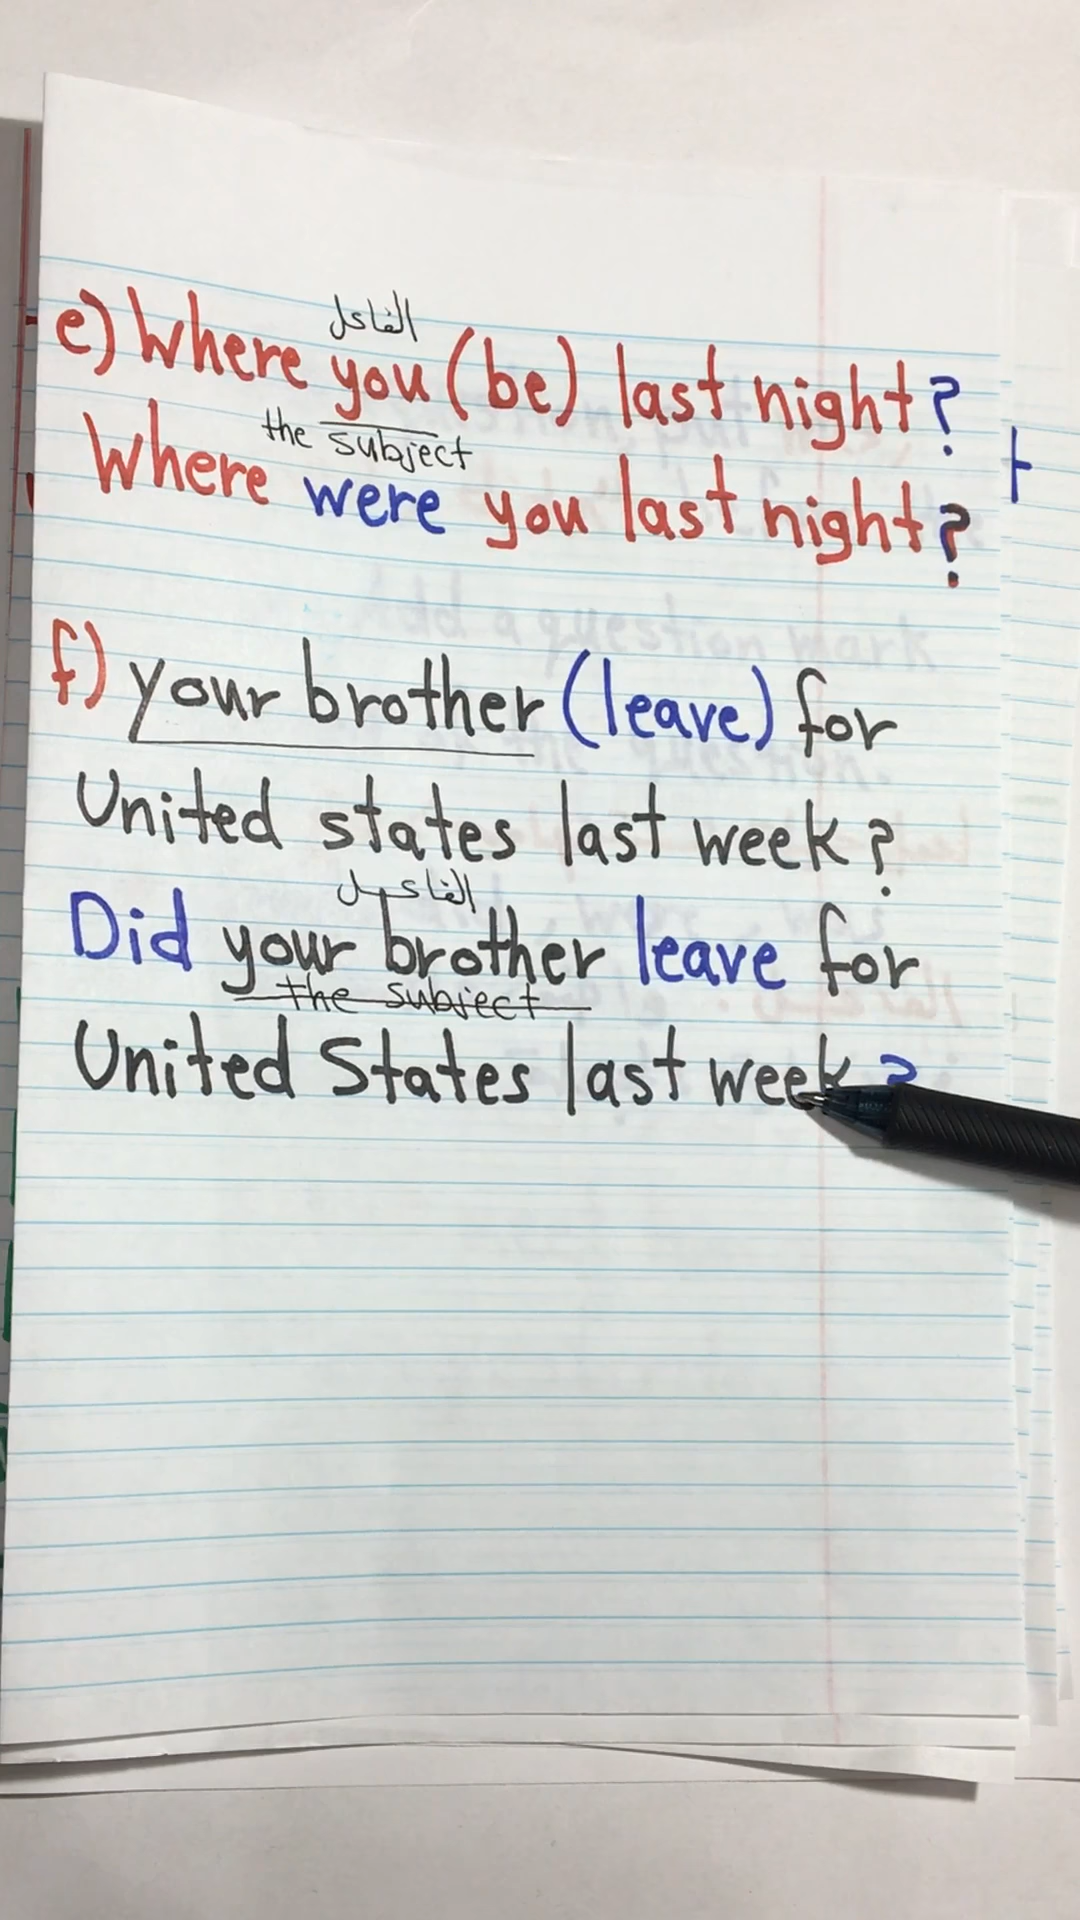 الفاعل
e) Where you (be) last night?
the subject
Where were you last night?
f) your brother (leave) for
United states last week?
الفاعل
Did your brother leave for
the subject
United States last week?